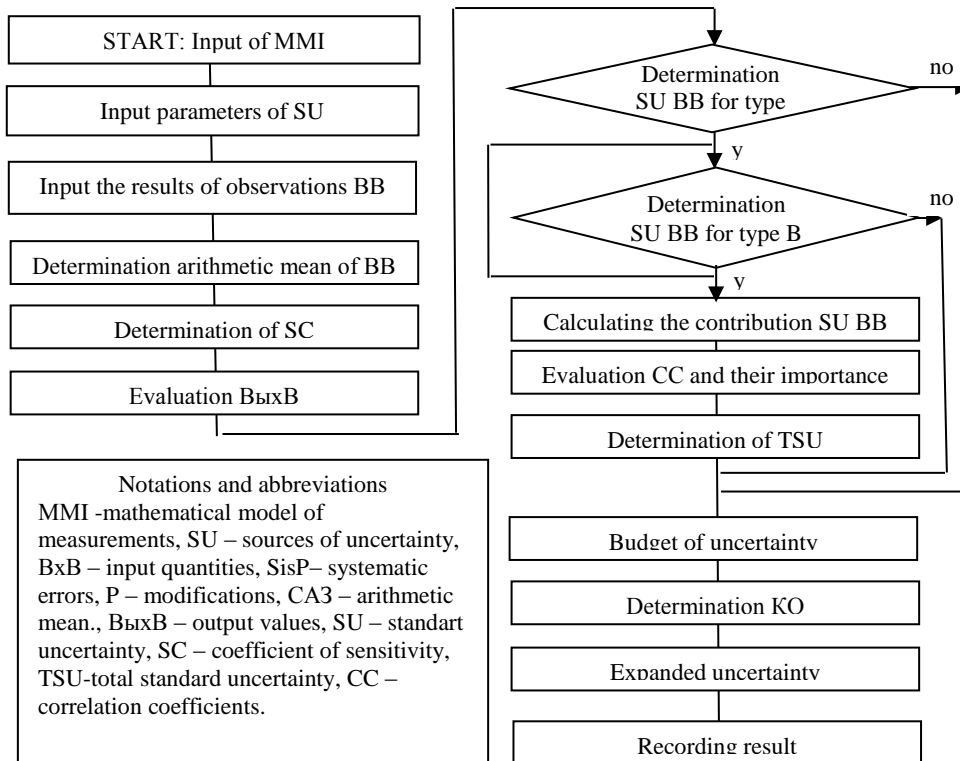 START: Input of MMI
Input parameters of SU
Input the results of observations BB
Determination arithmetic mean of BB
Determination of SC
Evaluation ВыхВ
Notations and abbreviations
MMI -mathematical model of
measurements, SU – sources of uncertainty,
BxB – input quantities, SisP– systematic
errors, P – modifications, САЗ – arithmetic
mean., ВыхВ – output values, SU – standart
uncertainty, SC – coefficient of sensitivity,
TSU-total standard uncertainty, CC –
correlation coefficients.
Determination
SU BB for type
no
y
Determination
SU BB for type B
no
y
Calculating the contribution SU BB
Evaluation CC and their importance
Determination of TSU
Budget of uncertainty
Determination KO
Expanded uncertainty
Recording result